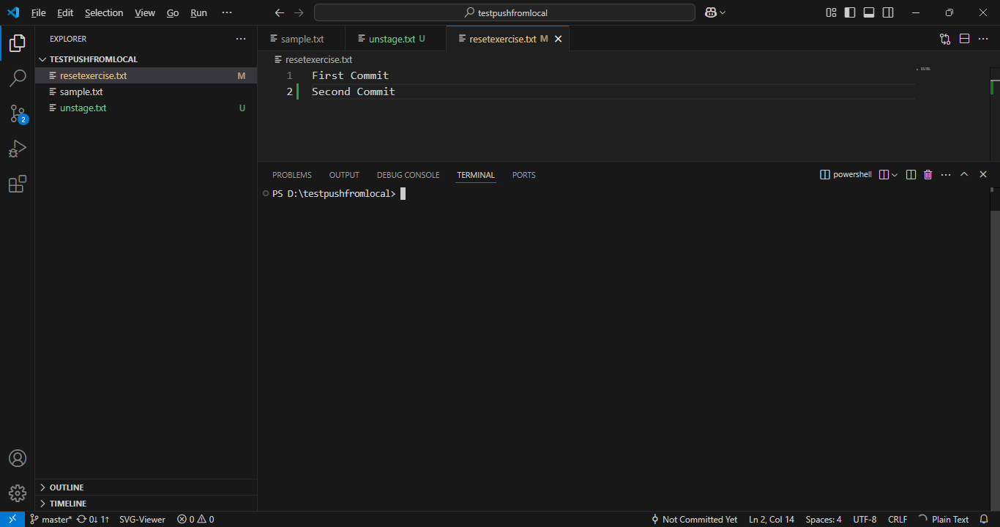 File Edit Selection View Go Run ··· testpushfromlocal
EXPLORER ···
TESTPUSHFROMLOCAL
resetexercise.txt M
sample.txt
unstage.txt U
2
OUTLINE
TIMELINE
sample.txt unstage.txt U resetexercise.txt M
resetexercise.txt
1 First Commit
2 Second Commit
PROBLEMS OUTPUT DEBUG CONSOLE TERMINAL PORTS powershell
PS D:\testpushfromlocal>
master* 0↓ 1↑ SVG-Viewer 0 0 Not Committed Yet Ln 2, Col 14 Spaces: 4 UTF-8 CRLF Plain Text